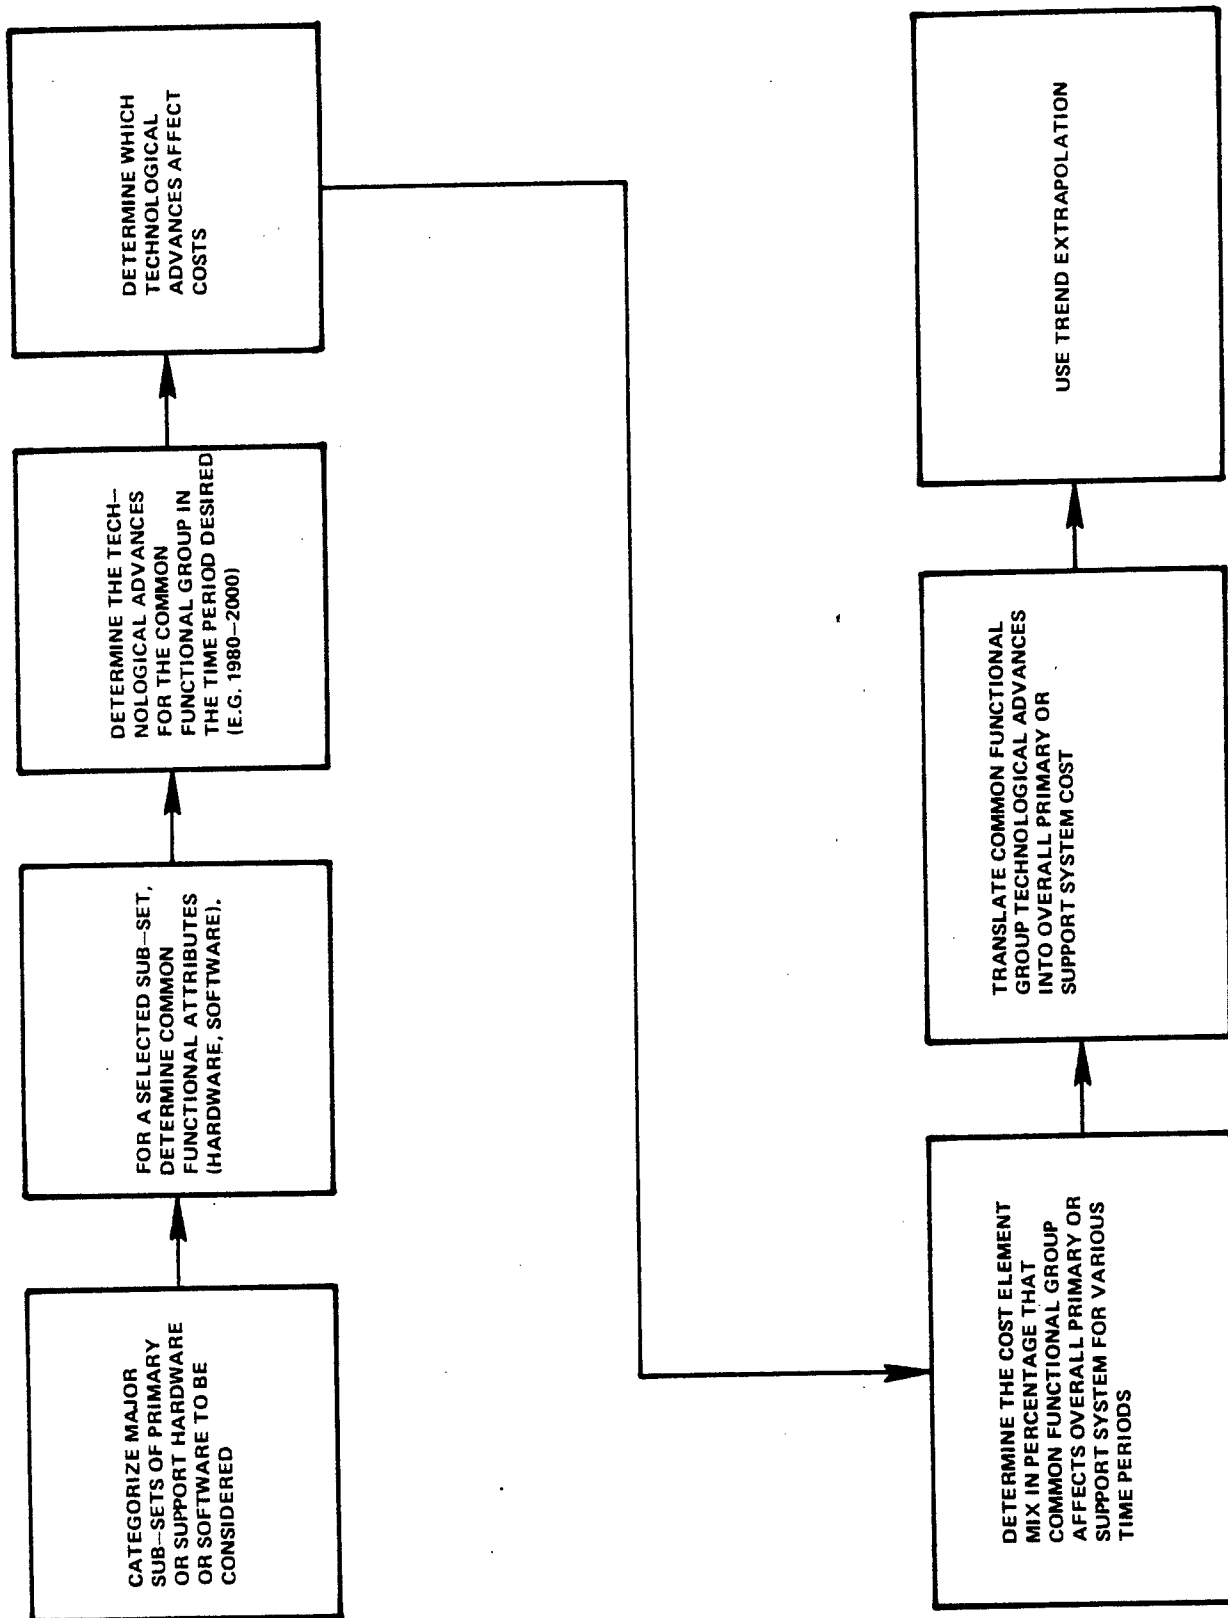 CATEGORIZE MAJOR
SUB–SETS OF PRIMARY
OR SUPPORT HARDWARE
OR SOFTWARE TO BE
CONSIDERED
FOR A SELECTED SUB–SET,
DETERMINE COMMON
FUNCTIONAL ATTRIBUTES
(HARDWARE, SOFTWARE).
DETERMINE THE TECH–
NOLOGICAL ADVANCES
FOR THE COMMON
FUNCTIONAL GROUP IN
THE TIME PERIOD DESIRED
(E.G. 1980–2000)
DETERMINE WHICH
TECHNOLOGICAL
ADVANCES AFFECT
COSTS
DETERMINE THE COST ELEMENT
MIX IN PERCENTAGE THAT
COMMON FUNCTIONAL GROUP
AFFECTS OVERALL PRIMARY OR
SUPPORT SYSTEM FOR VARIOUS
TIME PERIODS
TRANSLATE COMMON FUNCTIONAL
GROUP TECHNOLOGICAL ADVANCES
INTO OVERALL PRIMARY OR
SUPPORT SYSTEM COST
USE TREND EXTRAPOLATION